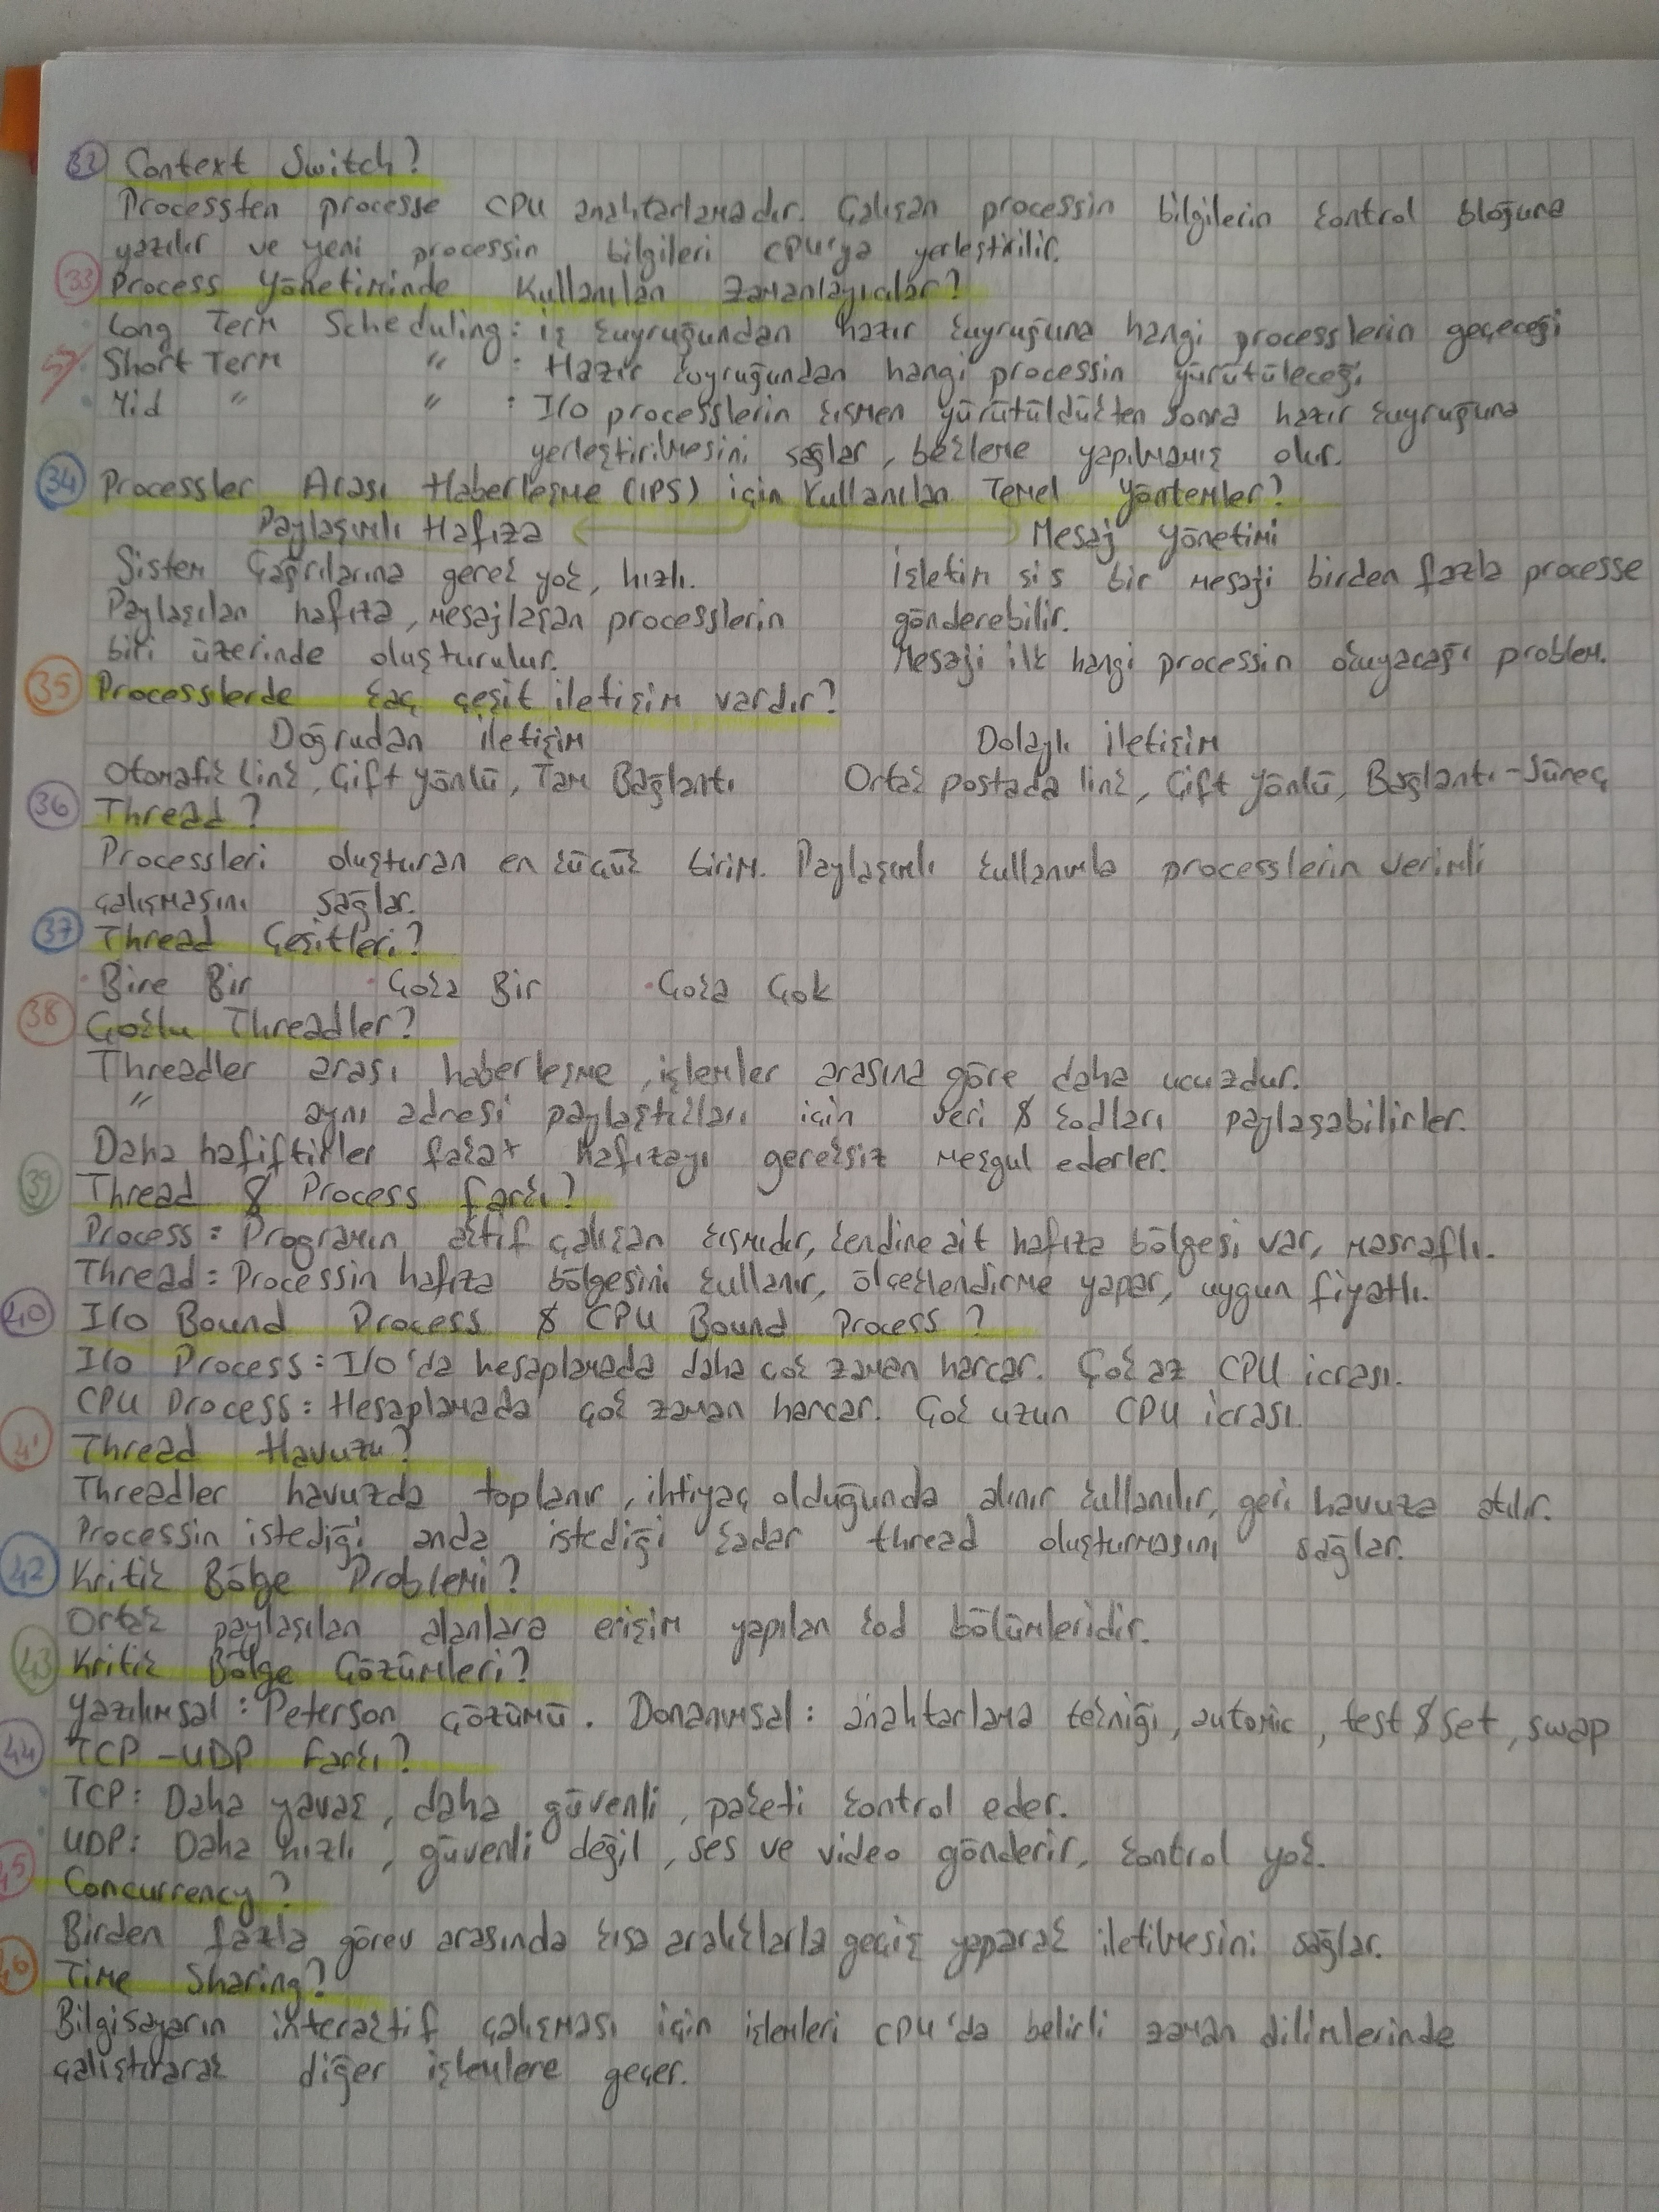 32 Context Switch?
Processten processe CPU anahtarlamadır. Çalışan processin bilgilerin kontrol bloğuna
yazılır ve yeni processin bilgileri CPU'ya yerleştirilir.
33 Process Yönetiminde Kullanılan Zamanlayıcılar?
Long Term Scheduling: iş kuyruğundan hazır kuyruğuna hangi processlerin geçeceği
Short Term " : Hazır kuyruğundan hangi processin yürütüleceği
Mid " " : I/O processlerin kısmen yürütüldükten sonra hazır kuyruğuna
yerleştirilmesini sağlar, bekleme yapılmamış olur.
34 Processler Arası Haberleşme (IPS) için Kullanılan Temel Yöntemler?
Paylaşımlı Hafıza Mesaj Yönetimi
Sistem Çağrılarına gerek yok, hızlı. İşletim sis bir mesajı birden fazla processe
Paylaşılan hafıza, mesajlaşan processlerin gönderebilir.
biri üzerinde oluşturulur. Mesajı ilk hangi processin okuyacağı problem.
35 Processlerde kaç çeşit iletişim vardır?
Doğrudan iletişim Dolaylı iletişim
Otomatik link, Çift Yönlü, Tam Bağlantı Ortak postada link, Çift Yönlü, Bağlantı-Süreç
36 Thread?
Processleri oluşturan en küçük birim. Paylaşımlı kullanımla processlerin verimli
çalışmasını sağlar.
37 Thread Çeşitleri?
• Bire Bir • Çoka Bir • Çoka Çok
38 Çoklu Threadler?
Threadler arası haberleşme, işlemler arasına göre daha ucuzdur.
" aynı adresi paylaştıkları için veri & kodları paylaşabilirler.
Daha hafiftirler fakat hafızayı gereksiz meşgul ederler.
39 Thread & Process farkı?
Process: Programın aktif çalışan kısmıdır, kendine ait hafıza bölgesi var, masraflı.
Thread: Processin hafıza bölgesini kullanır, ölçeklendirme yapar, uygun fiyatlı.
40 I/O Bound Process & CPU Bound Process?
I/O Process: I/O'da hesaplamada daha çok zaman harcar. Çok az CPU icrası.
CPU Process: Hesaplamada çok zaman harcar. Çok uzun CPU icrası.
41 Thread Havuzu?
Threadler havuzda toplanır, ihtiyaç olduğunda alınır kullanılır, geri havuza atılır.
Processin istediği anda istediği kadar thread oluşturmasını sağlar.
42 Kritik Bölge Problemi?
Ortak paylaşılan alanlara erişim yapılan kod bölümleridir.
43 Kritik Bölge Çözümleri?
Yazılımsal: Peterson çözümü. Donanımsal: anahtarlama tekniği, automic, test & set, swap
44 TCP-UDP Farkı?
TCP: Daha yavaş, daha güvenli, paketi kontrol eder.
UDP: Daha hızlı, güvenli değil, ses ve video gönderir, kontrol yok.
45 Concurrency?
Birden fazla görev arasında kısa aralıklarla geçiş yaparak iletilmesini sağlar.
46 Time Sharing?
Bilgisayarın interaktif çalışması için işlemleri CPU'da belirli zaman dilimlerinde
çalıştırarak diğer işlemlere geçer.